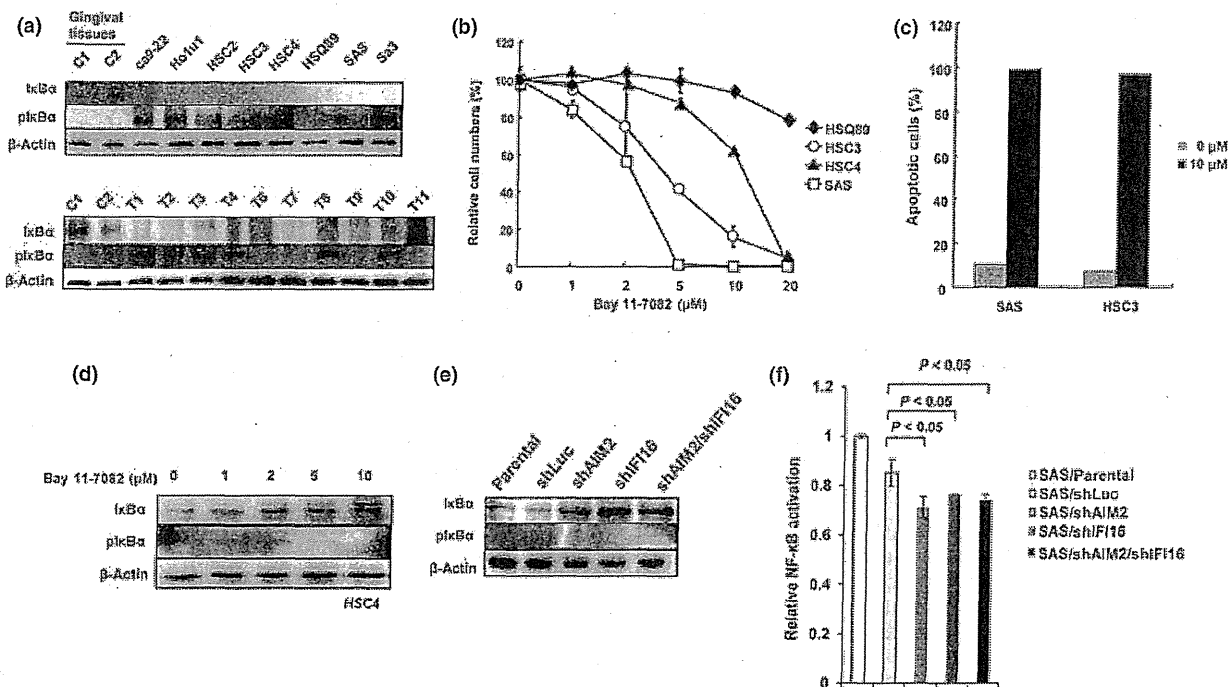 (a)
Gingival
tissues
C1 C2 ca9-22 Ho1u1 HSC2 HSC3 HSC4 HSQ89 SAS Sa3
IκBα
pIκBα
β-Actin
C1 C2 T1 T2 T3 T4 T6 T7 T8 T9 T10 T11
IκBα
pIκBα
β-Actin
(b)
Relative cell numbers (%)
120
100
80
60
40
20
0
0 1 2 5 10 20
Bay 11-7082 (μM)
HSQ89
HSC3
HSC4
SAS
(c)
Apoptotic cells (%)
120
100
80
60
40
20
0
SAS HSC3
0 μM
10 μM
(d)
Bay 11-7082 (μM) 0 1 2 5 10
IκBα
pIκBα
β-Actin
HSC4
(e)
Parental shLuc shAIM2 shIFI16 shAIM2/shIFI16
IκBα
pIκBα
β-Actin
(f)
Relative NF-κB activation
1.2
1
0.8
0.6
0.4
0.2
0
P < 0.05
P < 0.05
P < 0.05
SAS/Parental
SAS/shLuc
SAS/shAIM2
SAS/shIFI16
SAS/shAIM2/shIFI16